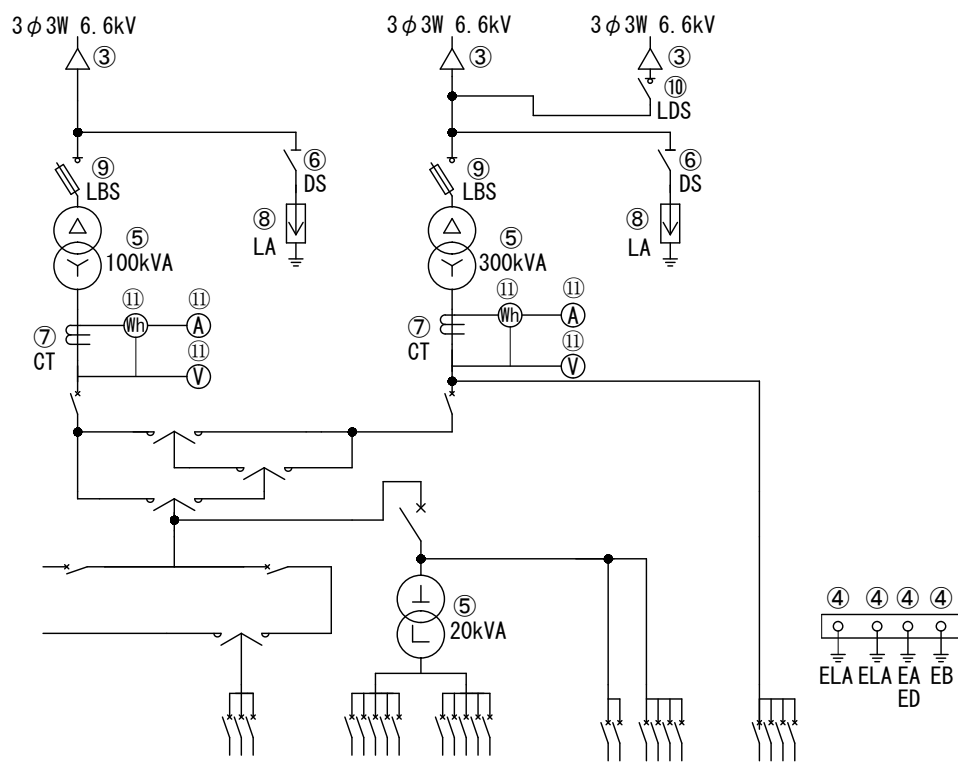 3φ3W 6.6kV
3φ3W 6.6kV
3φ3W 6.6kV
③
③
③
⑩
LDS
⑨
LBS
⑥
DS
⑨
LBS
⑥
DS
⑧
LA
⑧
LA
⑤
100kVA
⑤
300kVA
⑪
⑪
Wh
A
⑪
⑪
Wh
A
⑦
CT
⑪
V
⑦
CT
⑪
V
⑤
20kVA
④
④
④
④
ELA
ELA
EA
EB
ED